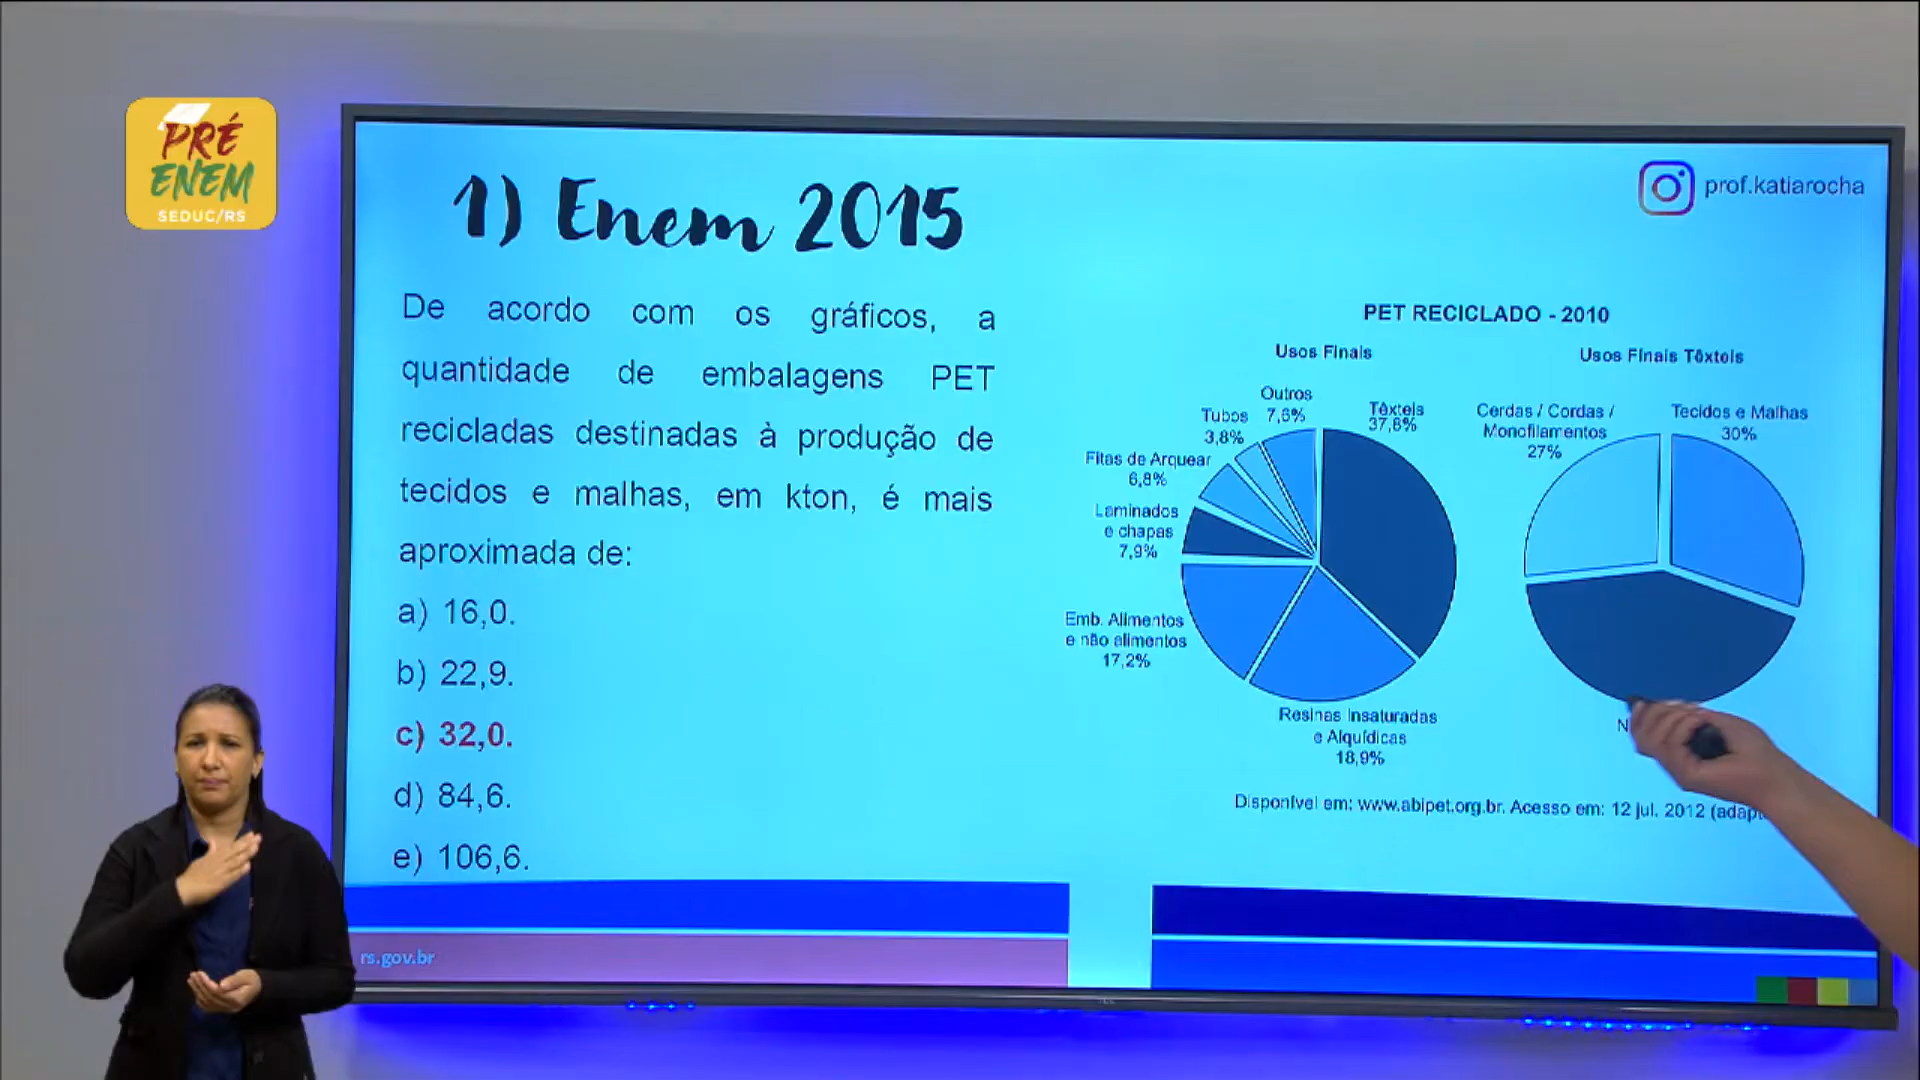 PRÉ
ENEM
SEDUC/RS
1) Enem 2015
prof.katiarocha
De acordo com os gráficos, a
quantidade de embalagens PET
recicladas destinadas à produção de
tecidos e malhas, em kton, é mais
aproximada de:
a) 16,0.
b) 22,9.
c) 32,0.
d) 84,6.
e) 106,6.
PET RECICLADO - 2010
Usos Finais
Outros
7,6%
Tubos
3,8%
Têxteis
37,8%
Fitas de Arquear
6,8%
Laminados
e chapas
7,9%
Emb. Alimentos
e não alimentos
17,2%
Resinas Insaturadas
e Alquídicas
18,9%
Usos Finais Têxteis
Cerdas / Cordas /
Monofilamentos
27%
Tecidos e Malhas
30%
Disponível em: www.abipet.org.br. Acesso em: 12 jul. 2012
rs.gov.br